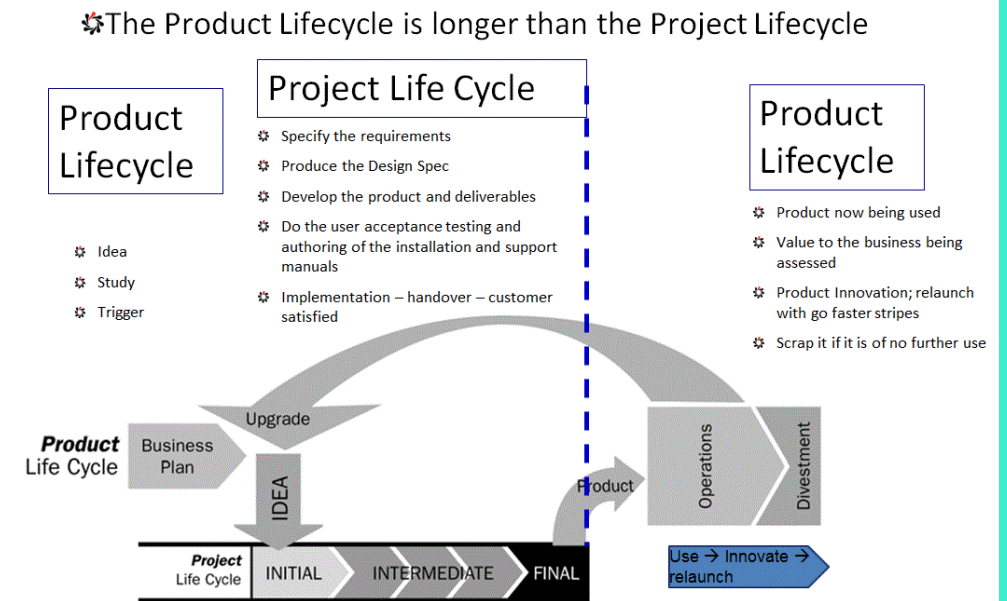 The Product Lifecycle is longer than the Project Lifecycle
Product
Lifecycle
Idea
Study
Trigger
Project Life Cycle
Specify the requirements
Produce the Design Spec
Develop the product and deliverables
Do the user acceptance testing and
authoring of the installation and support
manuals
Implementation – handover – customer
satisfied
Product
Lifecycle
Product now being used
Value to the business being
assessed
Product Innovation; relaunch
with go faster stripes
Scrap it if it is of no further use
Product
Life Cycle
Business
Plan
Upgrade
IDEA
Product
Operations
Divestment
Project
Life Cycle
INITIAL
INTERMEDIATE
FINAL
Use → Innovate →
relaunch